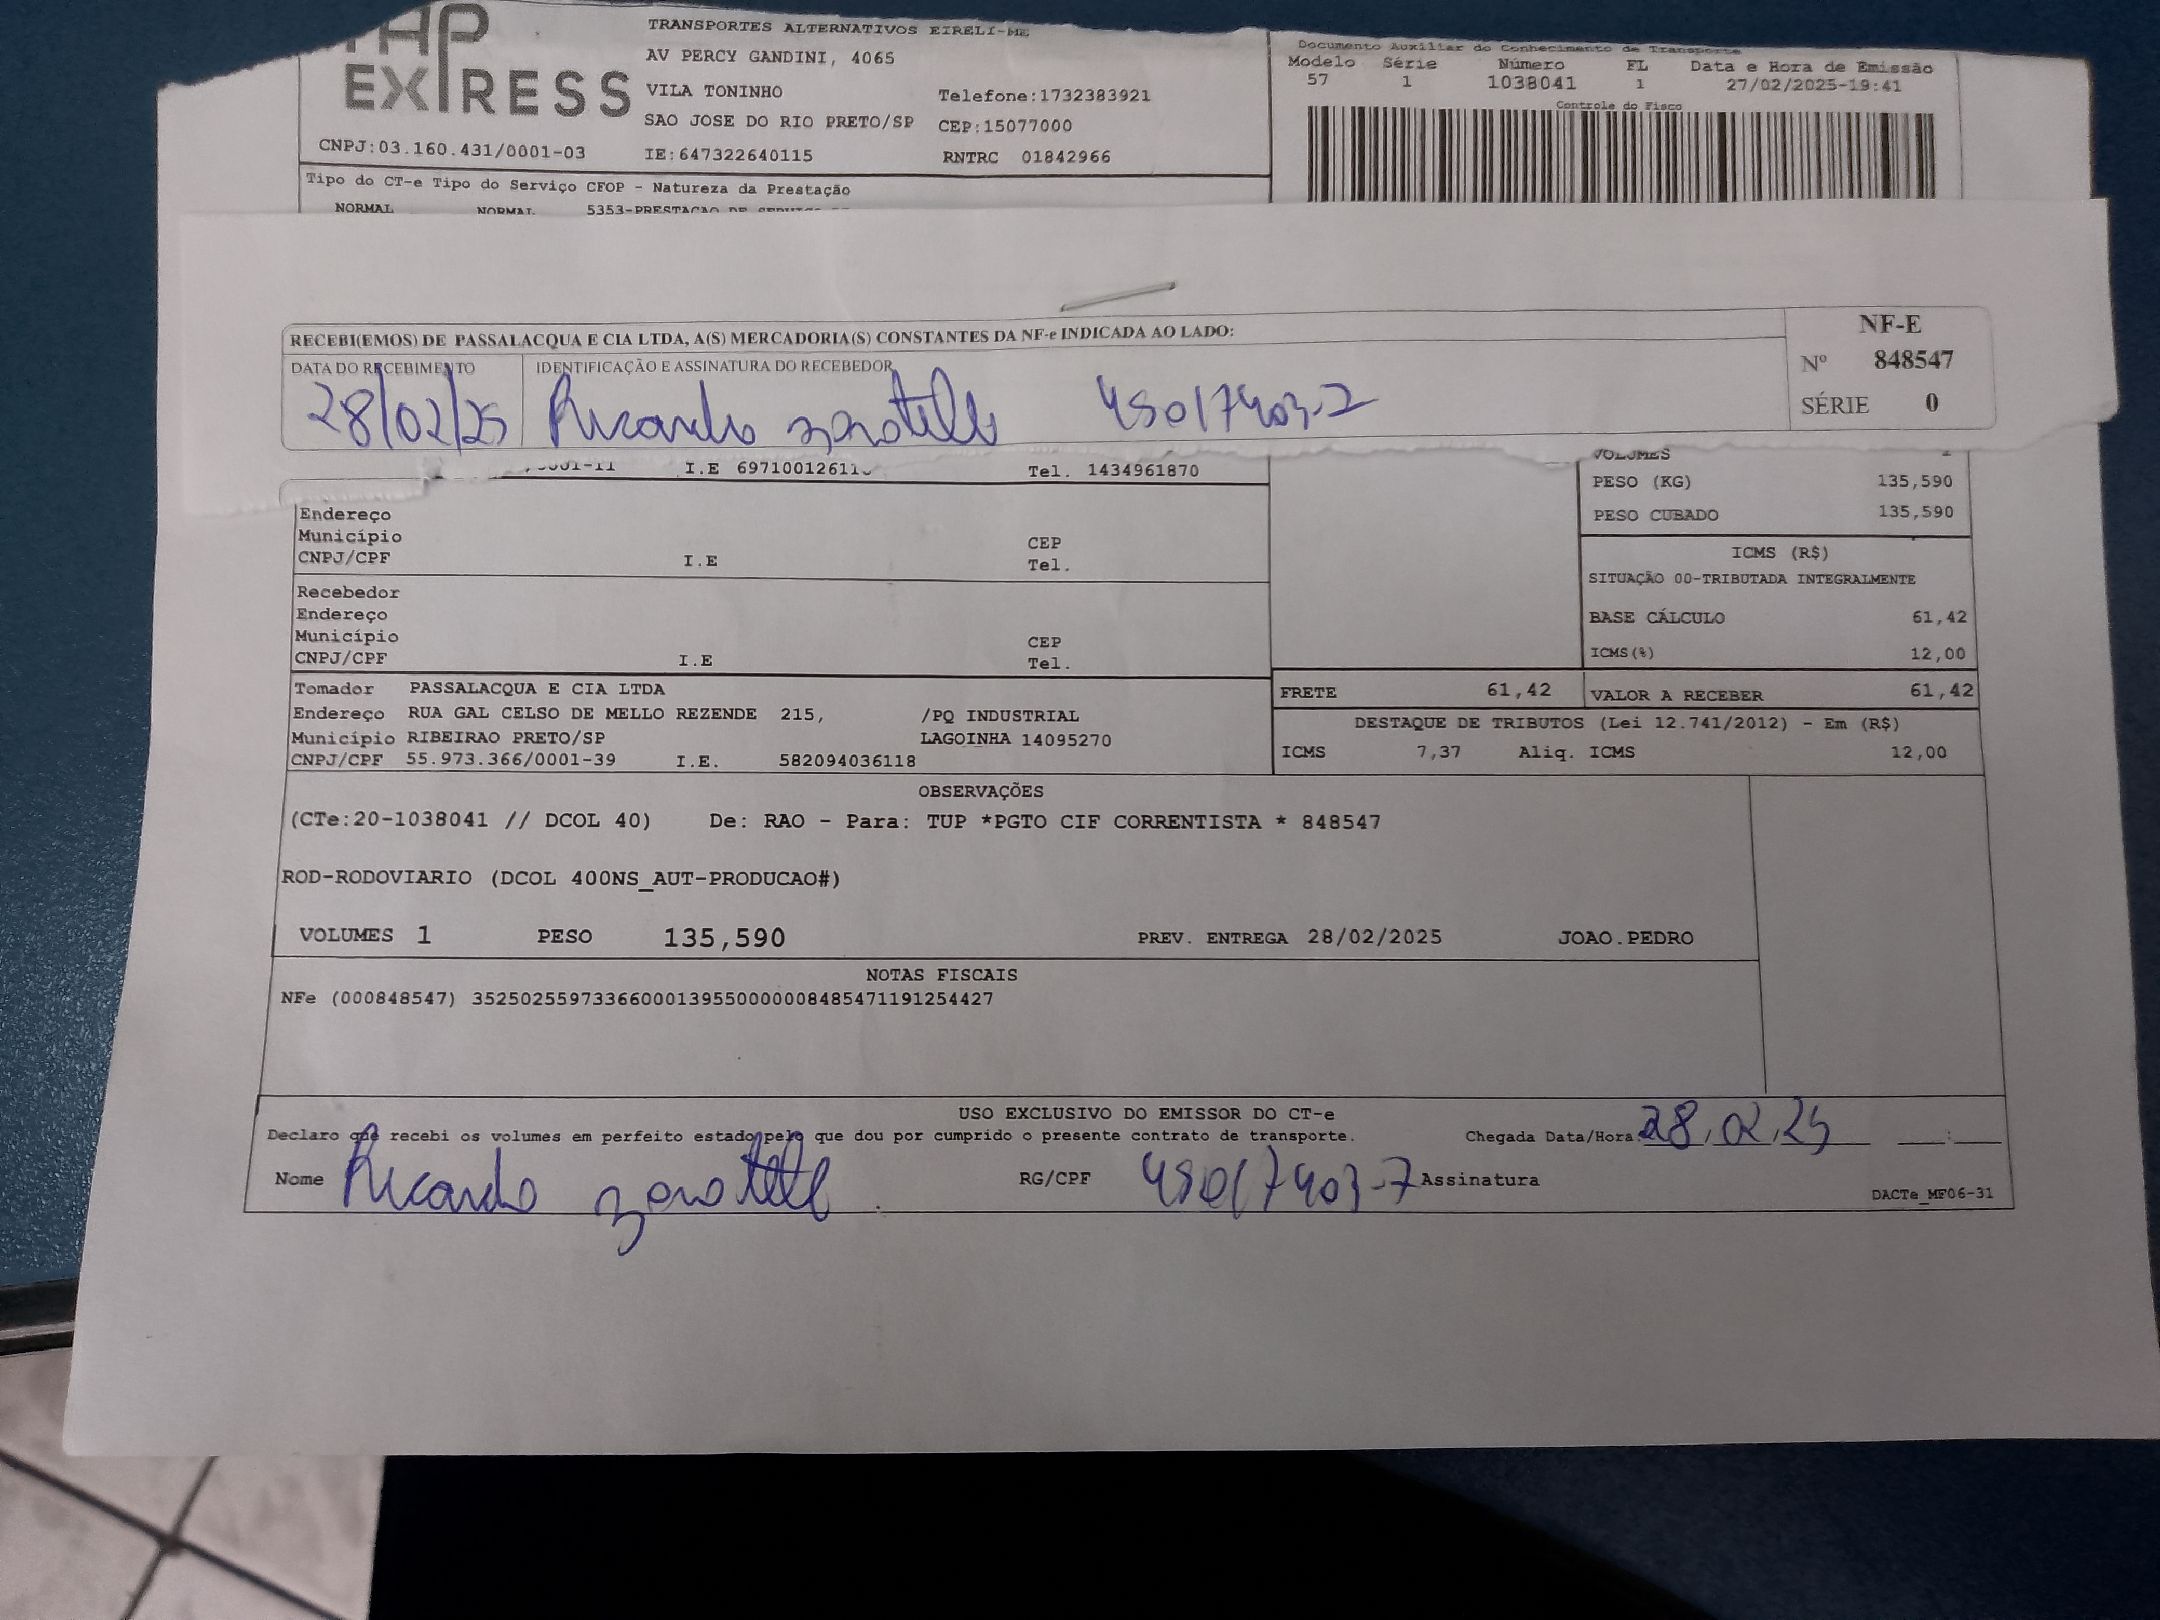 EXPRESS
TRANSPORTES ALTERNATIVOS EIRELI-ME
AV PERCY GANDINI, 4065
VILA TONINHO
Telefone:1732383921
SAO JOSE DO RIO PRETO/SP
CEP:15077000
CNPJ:03.160.431/0001-03
IE:647322640115
RNTRC 01842966
Documento Auxiliar do Conhecimento de Transporte
Modelo Série Número FL Data e Hora de Emissão
57 1 1038041 1 27/02/2025-19:41
Controle do Fisco
Tipo do CT-e Tipo do Serviço CFOP - Natureza da Prestação
NORMAL NORMAL 5353-PRESTACAO DE
RECEBI(EMOS) DE PASSALACQUA E CIA LTDA, A(S) MERCADORIA(S) CONSTANTES DA NF-e INDICADA AO LADO:
NF-E
Nº 848547
SÉRIE 0
DATA DO RECEBIMENTO
IDENTIFICAÇÃO E ASSINATURA DO RECEBEDOR
28/02/25 Ricardo zanotelli
-11 I.E Tel. 1434961870
VOLUMES
PESO (KG) 135,590
PESO CUBADO 135,590
Endereço
Município CEP
CNPJ/CPF I.E Tel.
ICMS (R$)
SITUAÇÃO 00-TRIBUTADA INTEGRALMENTE
BASE CÁLCULO 61,42
ICMS(%) 12,00
Recebedor
Endereço
Município CEP
CNPJ/CPF I.E Tel.
Tomador PASSALACQUA E CIA LTDA
Endereço RUA GAL CELSO DE MELLO REZENDE 215, /PQ INDUSTRIAL
Município RIBEIRAO PRETO/SP LAGOINHA 14095270
CNPJ/CPF 55.973.366/0001-39 I.E. 582094036118
FRETE 61,42 VALOR A RECEBER 61,42
DESTAQUE DE TRIBUTOS (Lei 12.741/2012) - Em (R$)
ICMS 7,37 Aliq. ICMS 12,00
OBSERVAÇÕES
(CTe:20-1038041 // DCOL 40) De: RAO - Para: TUP *PGTO CIF CORRENTISTA * 848547
ROD-RODOVIARIO (DCOL 400NS_AUT-PRODUCAO#)
VOLUMES 1 PESO 135,590 PREV. ENTREGA 28/02/2025 JOAO.PEDRO
NOTAS FISCAIS
NFe (000848547) 35250255973366000139550000008485471191254427
USO EXCLUSIVO DO EMISSOR DO CT-e
Declaro que recebi os volumes em perfeito estado pelo que dou por cumprido o presente contrato de transporte. Chegada Data/Hora 28/02/25 __:__
Nome Ricardo zanotelli RG/CPF 45017403-7 Assinatura
DACTe_MF06-31